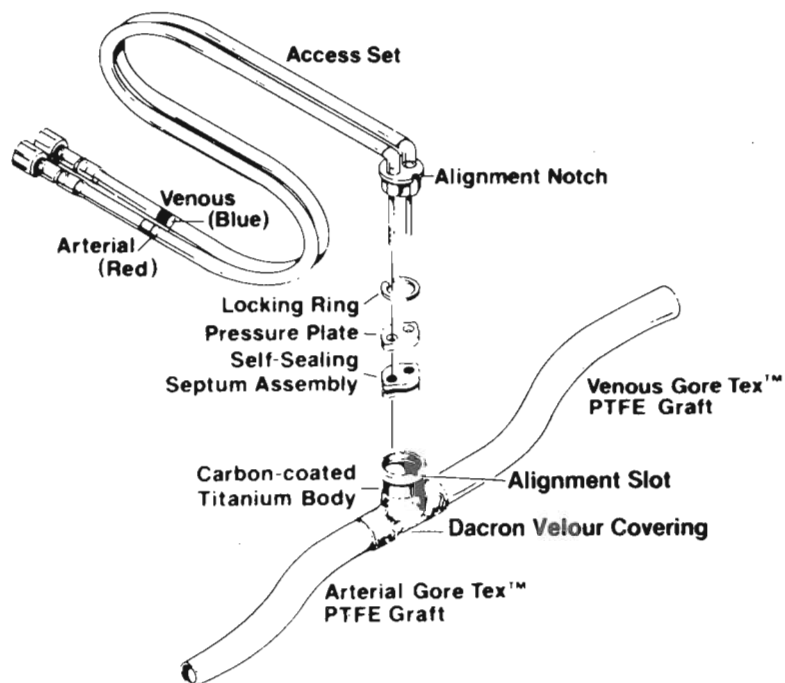 Access Set
Alignment Notch
Venous
(Blue)
Arterial
(Red)
Locking Ring
Pressure Plate
Self-Sealing
Septum Assembly
Venous Gore Tex™
PTFE Graft
Carbon-coated
Titanium Body
Alignment Slot
Dacron Velour Covering
Arterial Gore Tex™
PTFE Graft